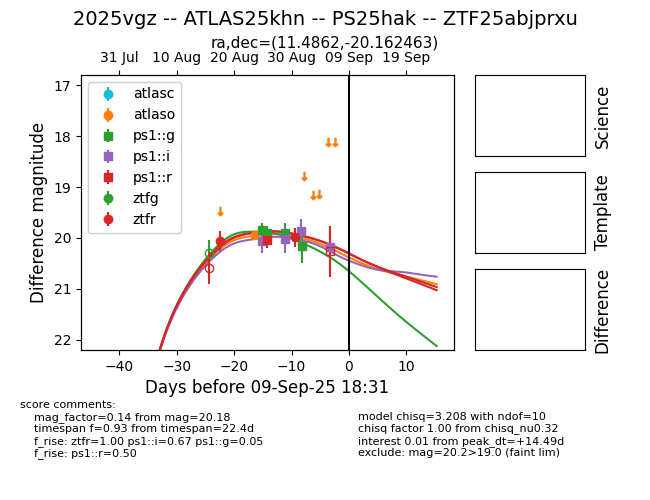 2025vgz -- ATLAS25khn -- PS25hak -- ZTF25abjprxu
ra,dec=(11.4862,-20.162463)
31 Jul 10 Aug 20 Aug 30 Aug 09 Sep 19 Sep
17
18
19
20
21
22
Difference magnitude
atlasc
atlaso
ps1::g
ps1::i
ps1::r
ztfg
ztfr
−40 −30 −20 −10 0 10
Days before 09-Sep-25 18:31
Science
Template
Difference
score comments:
mag_factor=0.14 from mag=20.18
timespan f=0.93 from timespan=22.4d
f_rise: ztfr=1.00 ps1::i=0.67 ps1::g=0.05
f_rise: ps1::r=0.50
model chisq=3.208 with ndof=10
chisq factor 1.00 from chisq_nu0.32
interest 0.01 from peak_dt=+14.49d
exclude: mag=20.2>19.0 (faint lim)